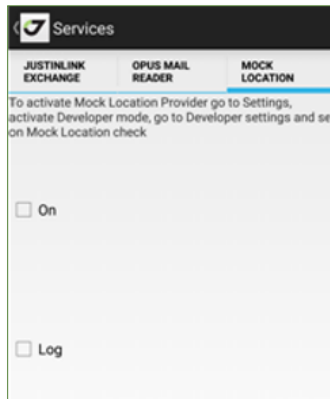 Services
JUSTINLINK EXCHANGE
OPUS MAIL READER
MOCK LOCATION
To activate Mock Location Provider go to Settings,
activate Developer mode, go to Developer settings and se
on Mock Location check
On
Log